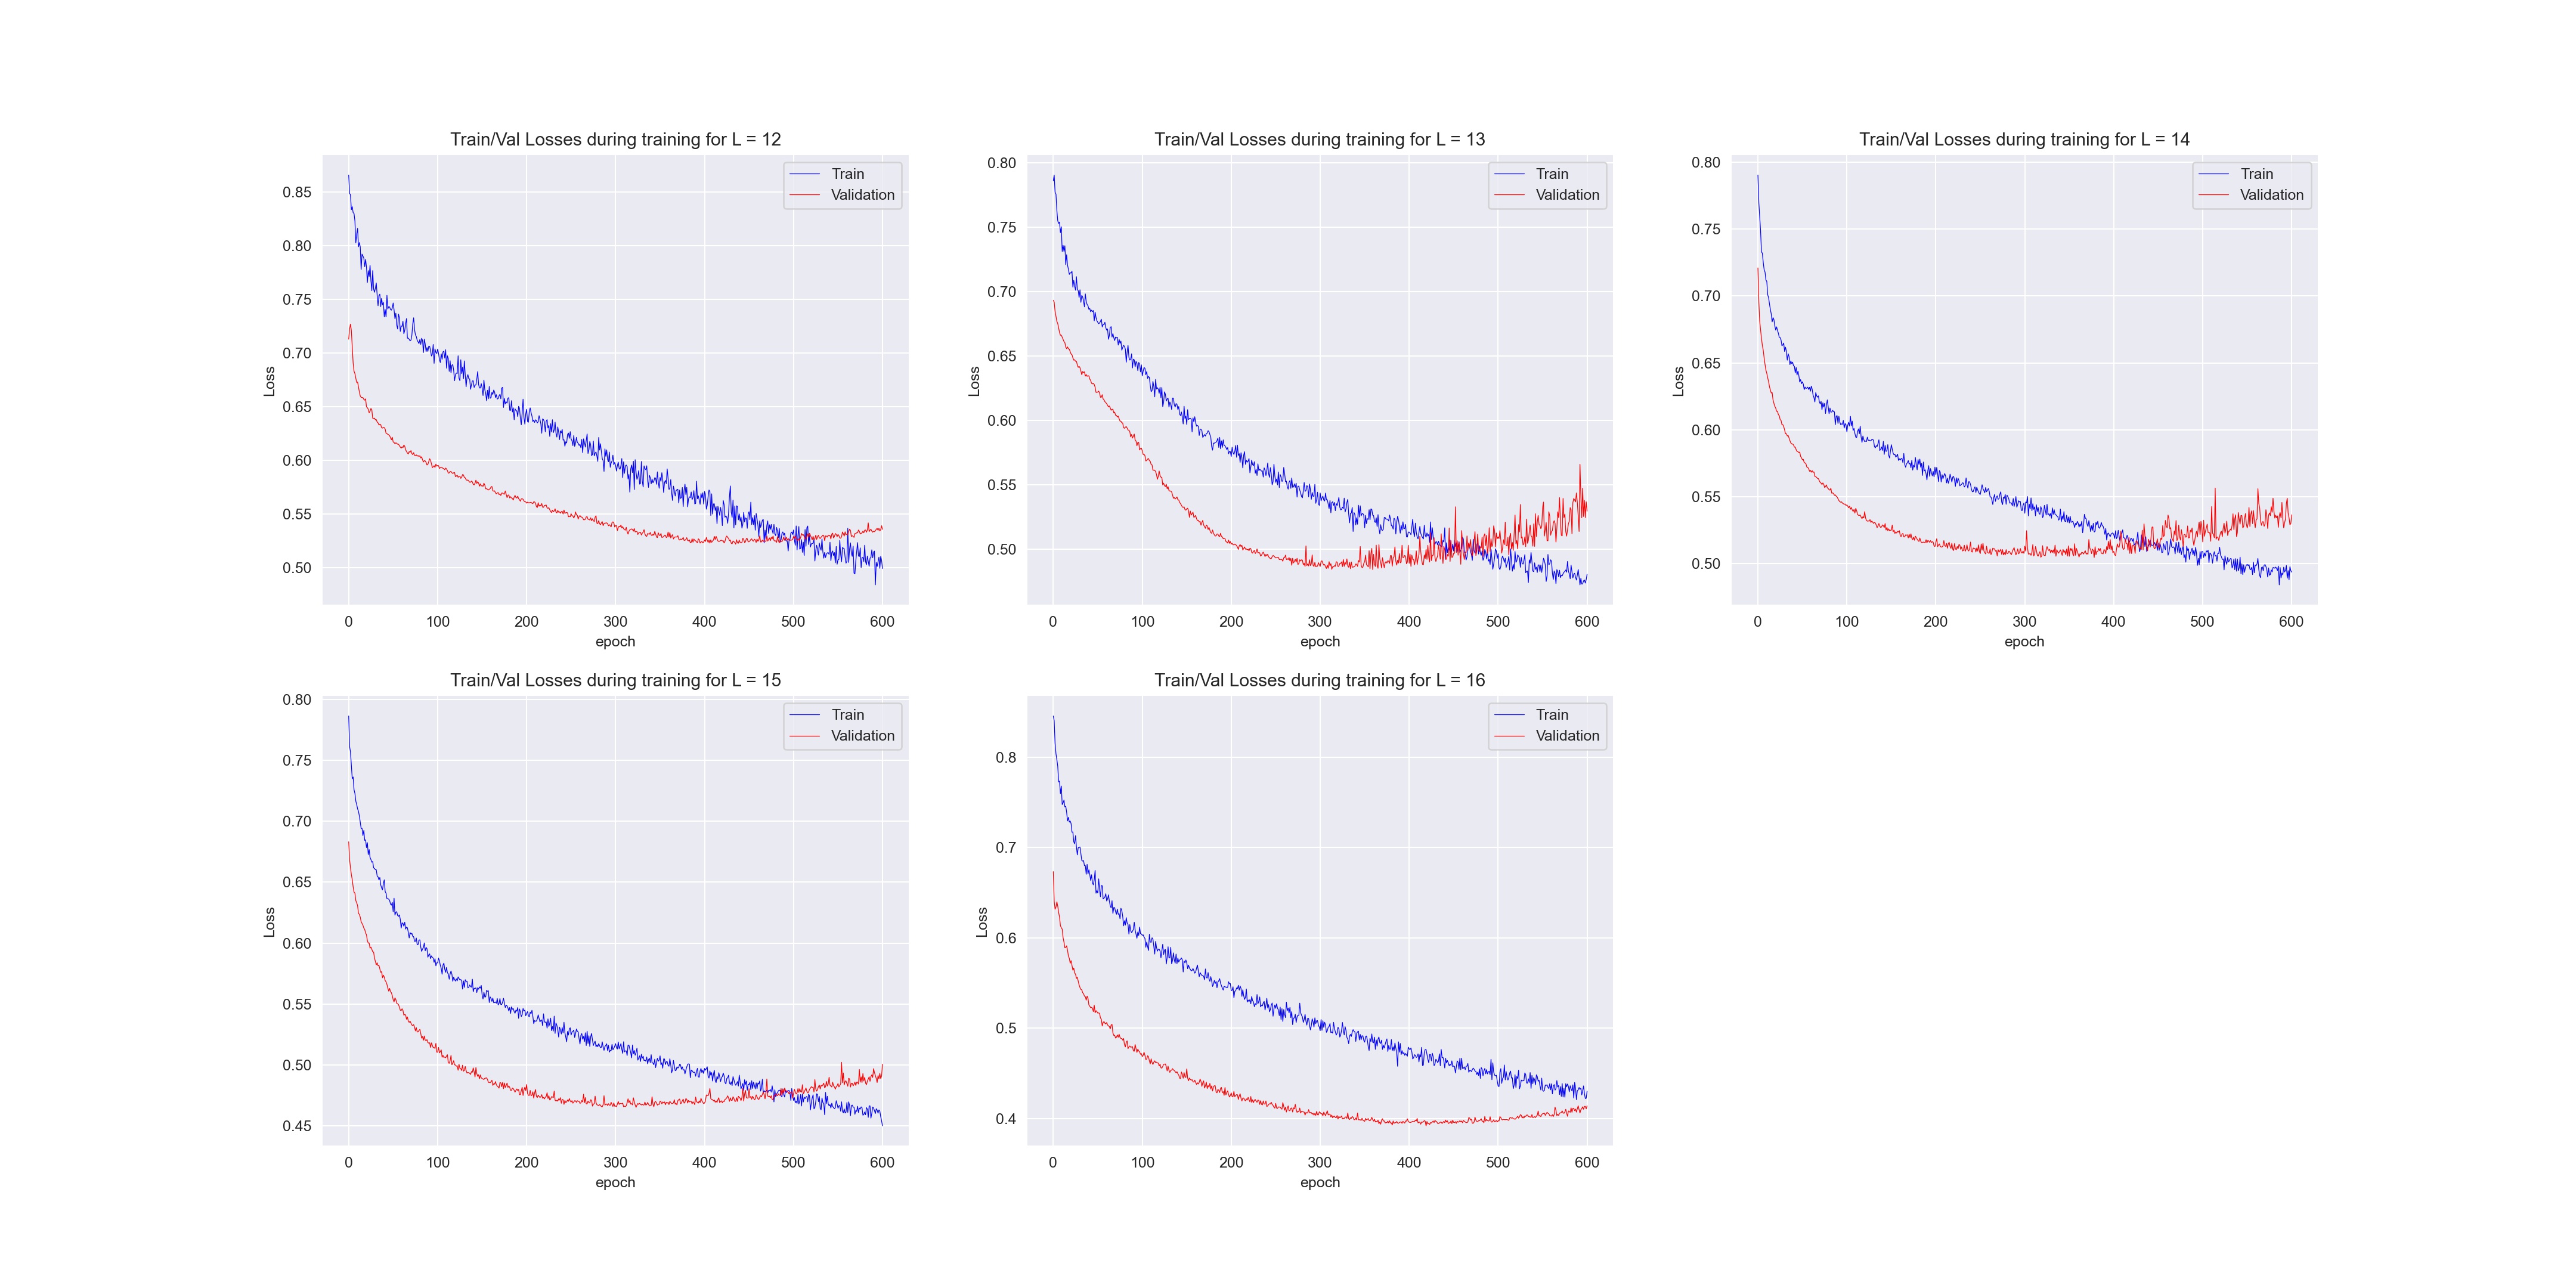 Train/Val Losses during training for L = 12
Train
Validation
0.85
0.80
0.75
0.70
0.65
0.60
0.55
0.50
Loss
0 100 200 300 400 500 600
epoch
Train/Val Losses during training for L = 13
Train
Validation
0.80
0.75
0.70
0.65
0.60
0.55
0.50
Loss
0 100 200 300 400 500 600
epoch
Train/Val Losses during training for L = 14
Train
Validation
0.80
0.75
0.70
0.65
0.60
0.55
0.50
Loss
0 100 200 300 400 500 600
epoch
Train/Val Losses during training for L = 15
Train
Validation
0.80
0.75
0.70
0.65
0.60
0.55
0.50
0.45
Loss
0 100 200 300 400 500 600
epoch
Train/Val Losses during training for L = 16
Train
Validation
0.8
0.7
0.6
0.5
0.4
Loss
0 100 200 300 400 500 600
epoch